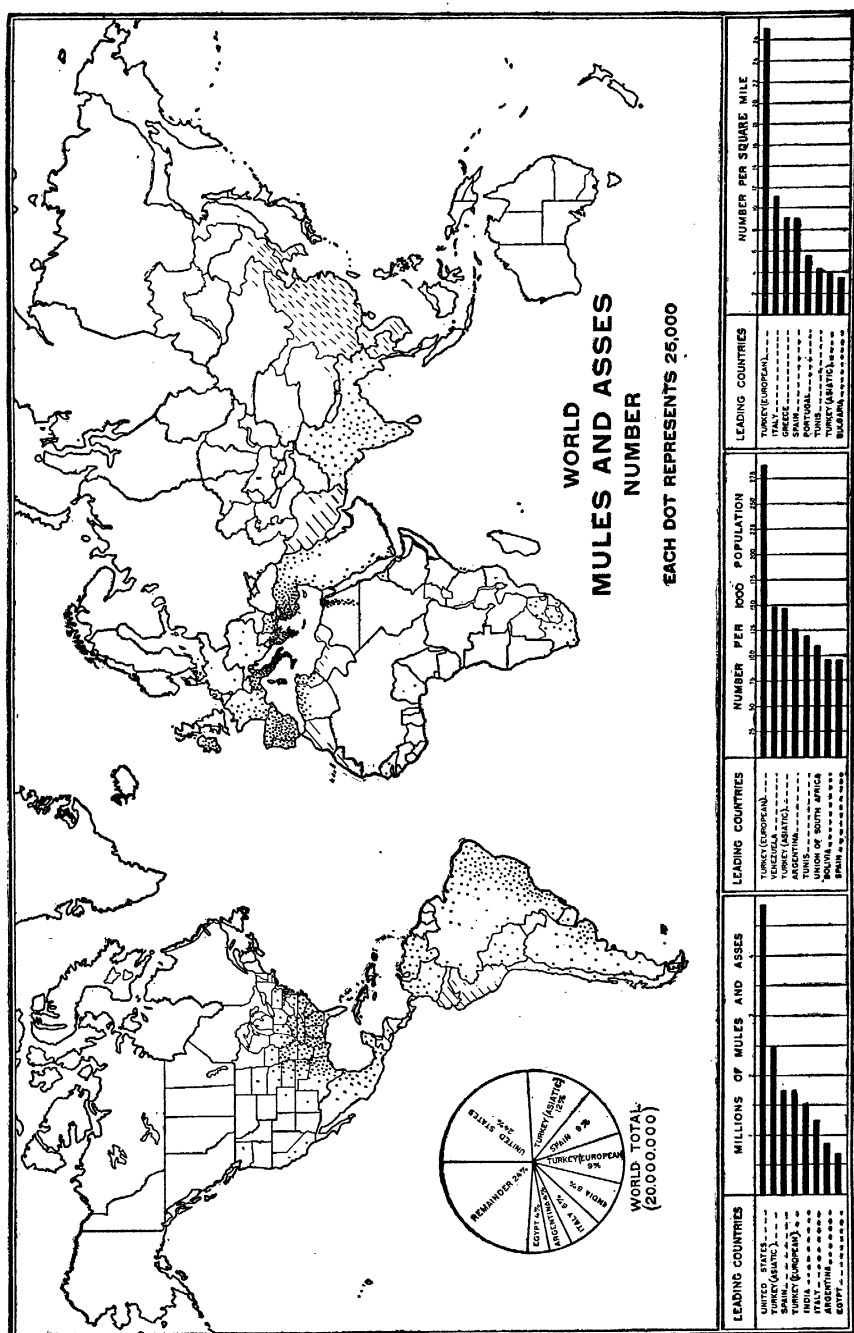 WORLD
MULES AND ASSES
NUMBER
EACH DOT REPRESENTS 25,000
UNITED STATES 24%
TURKEY (ASIATIC) 12%
SPAIN 9%
TURKEY (EUROPEAN) 9%
INDIA 8%
ITALY 6%
ARGENTINA 4%
EGYPT 4%
REMAINDER 24%
WORLD TOTAL
(20,000,000)
LEADING COUNTRIES
MILLIONS OF MULES AND ASSES
UNITED STATES
TURKEY (ASIATIC)
SPAIN
TURKEY (EUROPEAN)
INDIA
ITALY
ARGENTINA
EGYPT
LEADING COUNTRIES
NUMBER PER 1000 POPULATION
25 50 75 100 125 150 175 200 225 250 275
TURKEY (EUROPEAN)
VENEZUELA
TURKEY (ASIATIC)
ARGENTINA
TUNIS
UNION OF SOUTH AFRICA
BOLIVIA
SPAIN
LEADING COUNTRIES
NUMBER PER SQUARE MILE
TURKEY (EUROPEAN)
ITALY
GREECE
SPAIN
PORTUGAL
TUNIS
TURKEY (ASIATIC)
BULGARIA